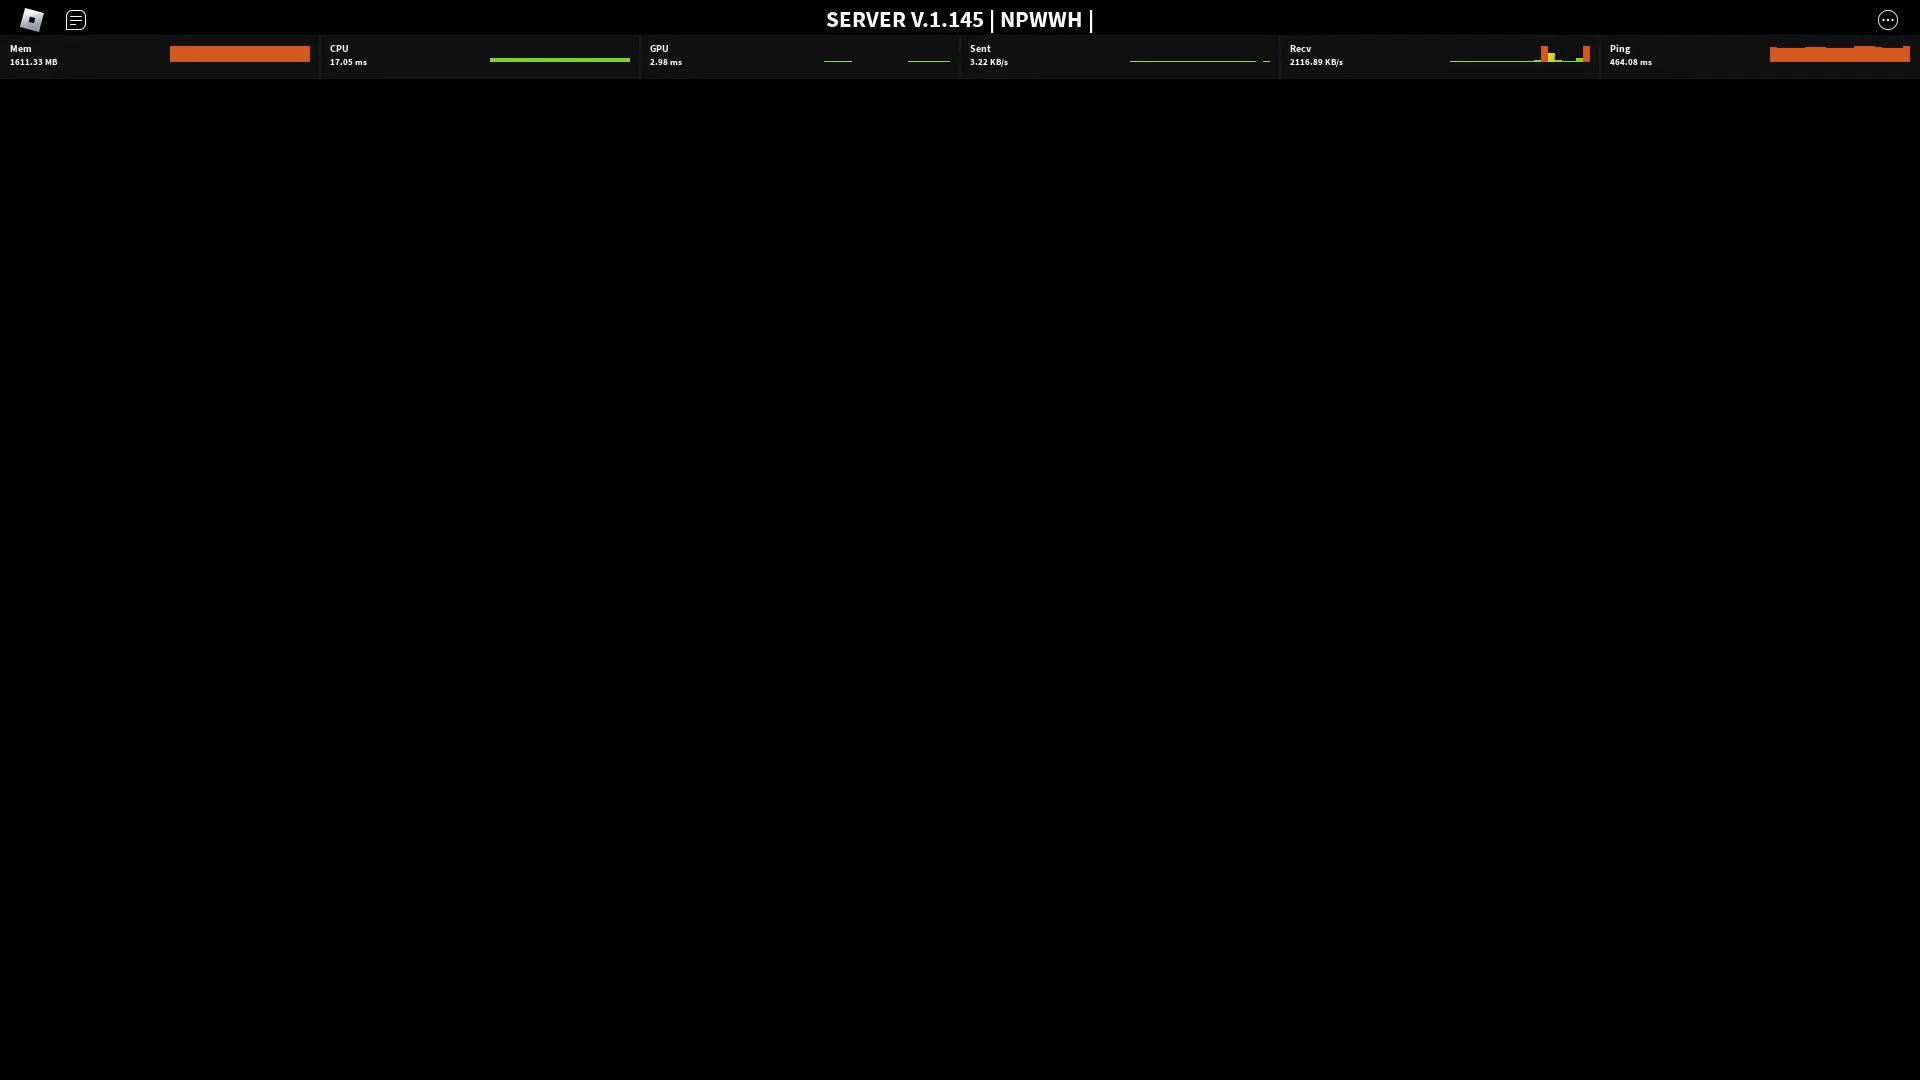 SERVER V.1.145 | NPWWH |
Mem
1611.33 MB
CPU
17.05 ms
GPU
2.98 ms
Sent
3.22 KB/s
Recv
2116.89 KB/s
Ping
464.08 ms